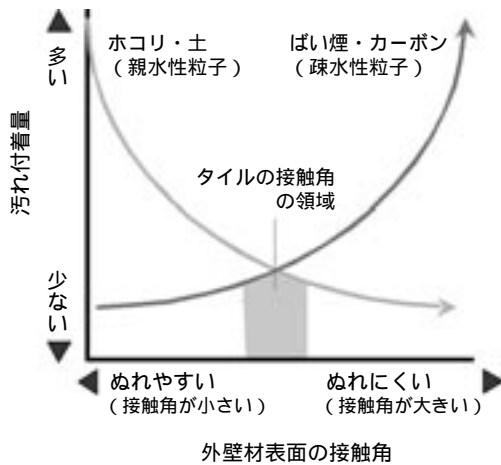 多い
ホコリ・土
（親水性粒子）
ばい煙・カーボン
（疎水性粒子）
汚れ付着量
タイルの接触角
の領域
少ない
ぬれやすい
（接触角が小さい）
ぬれにくい
（接触角が大きい）
外壁材表面の接触角